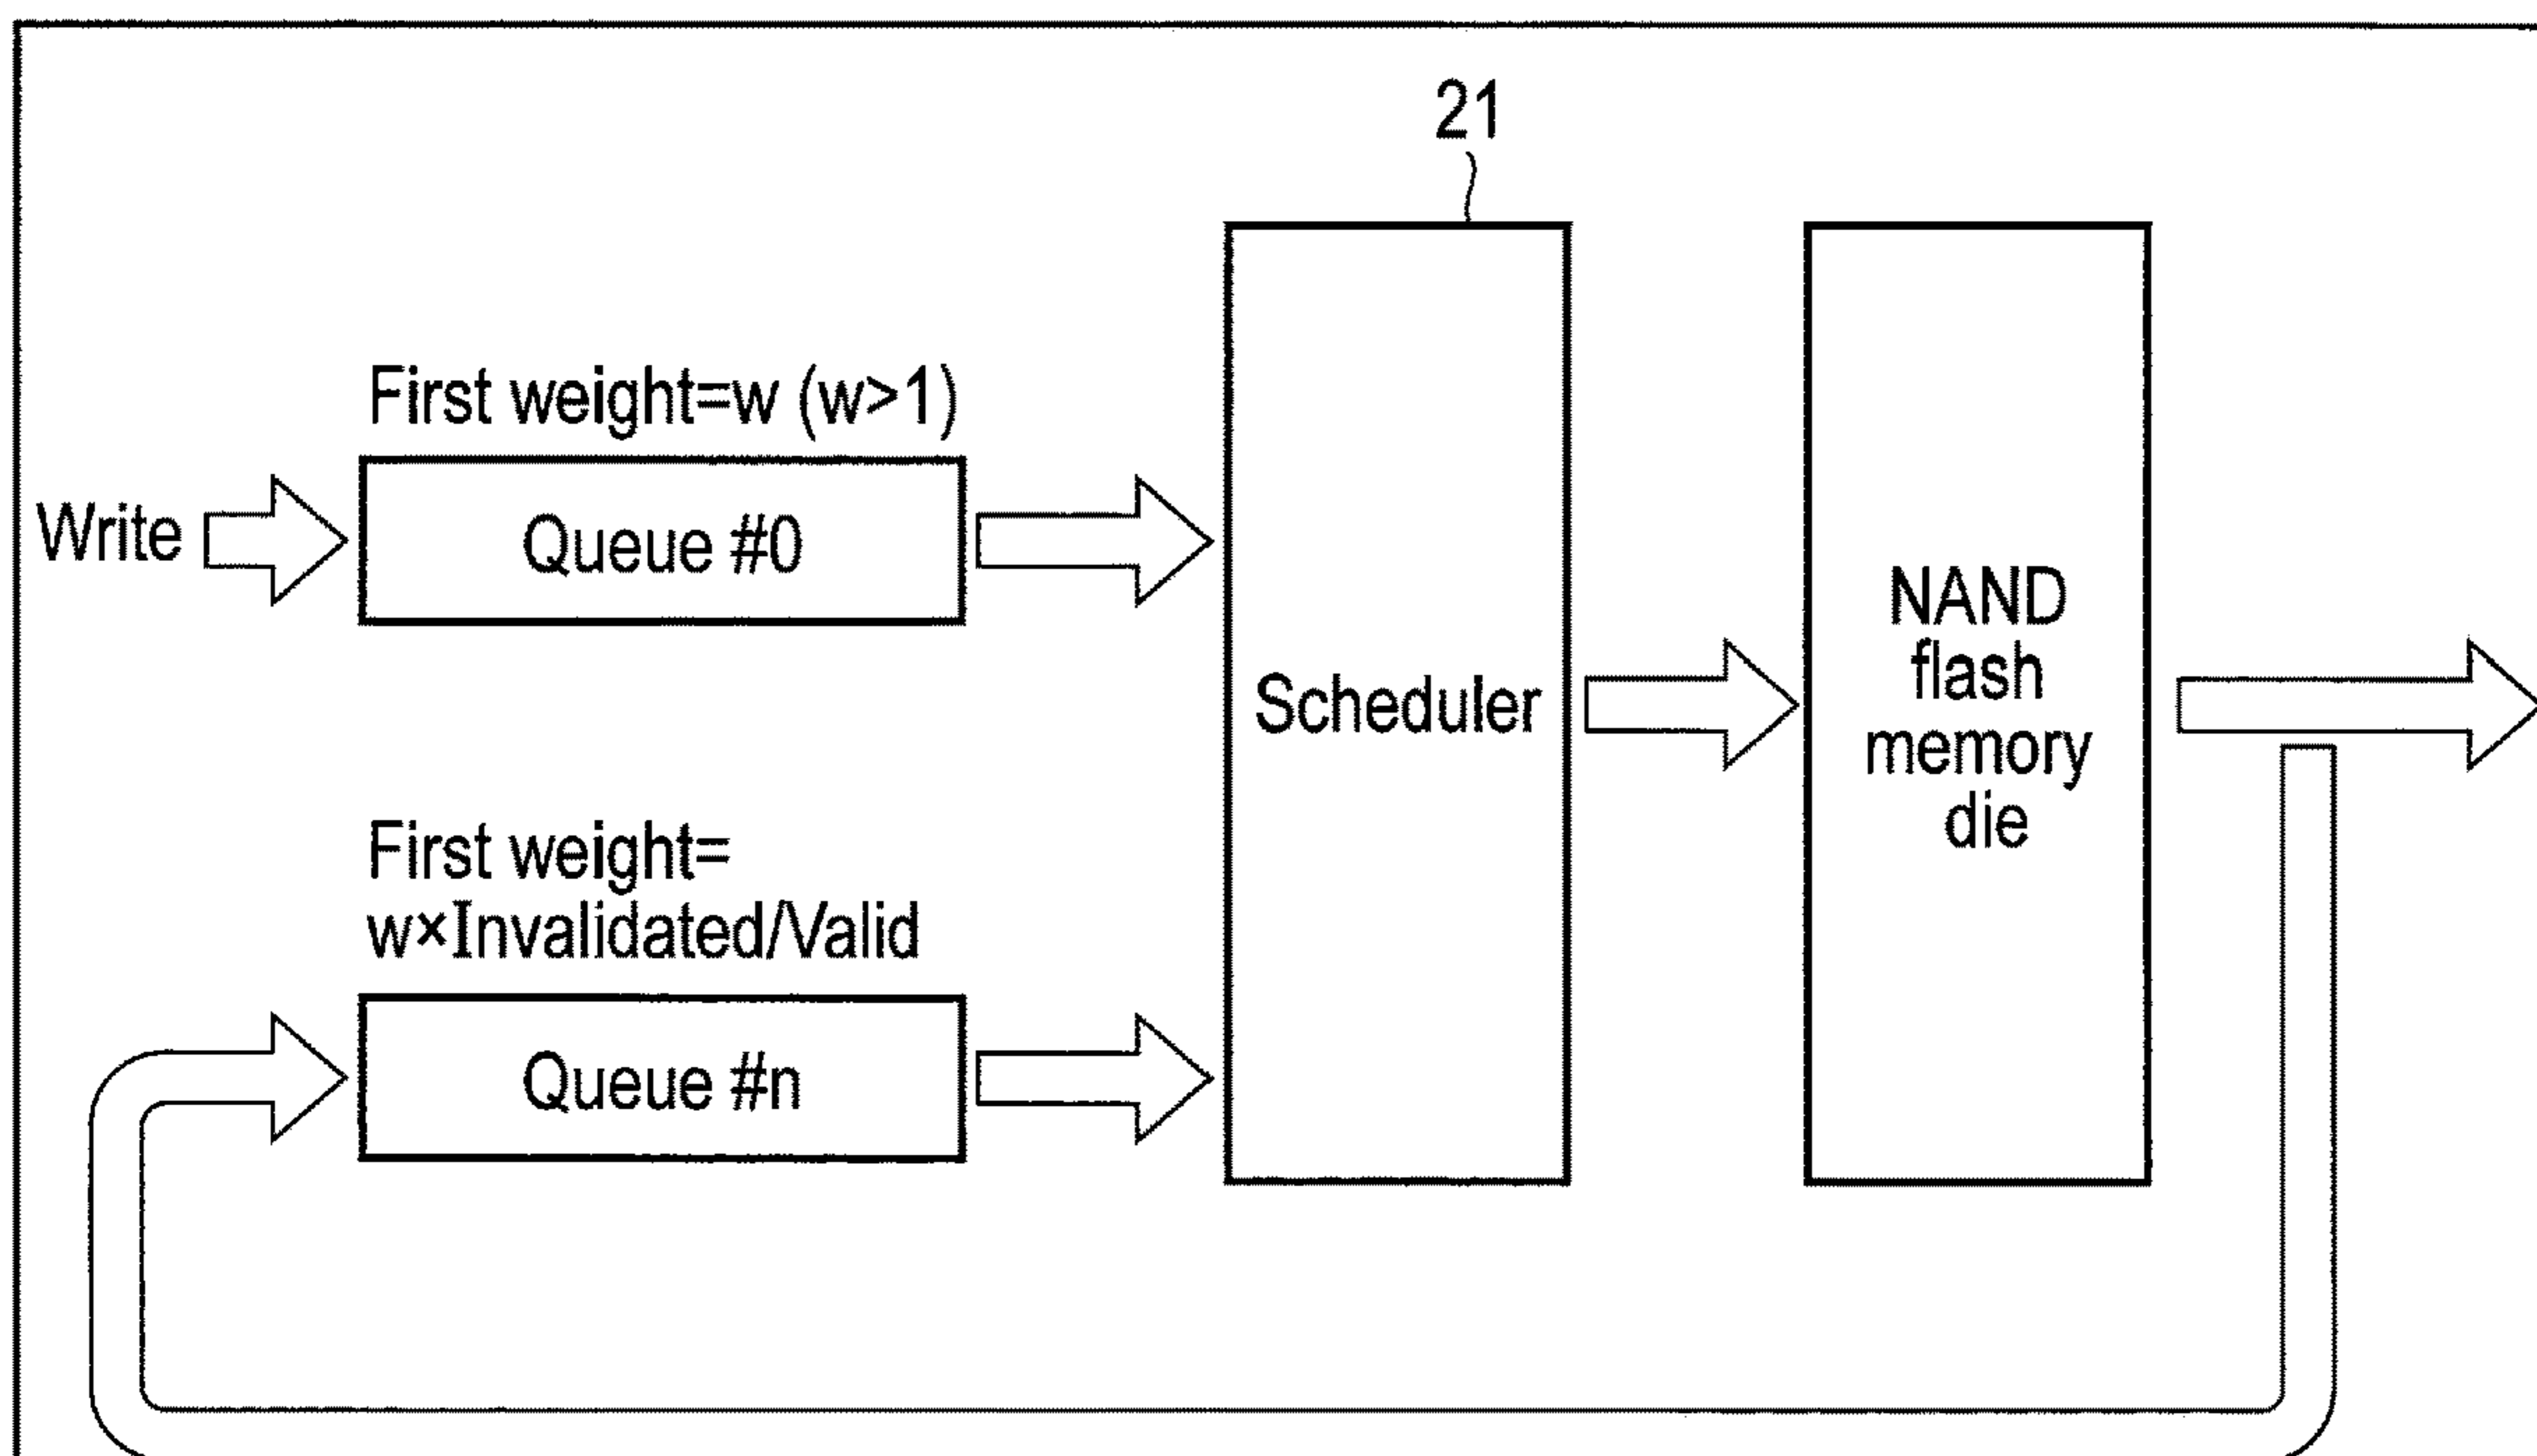 21
First weight=w (w>1)
Write
Queue #0
Scheduler
NAND
flash
memory
die
First weight=
w×Invalidated/Valid
Queue #n